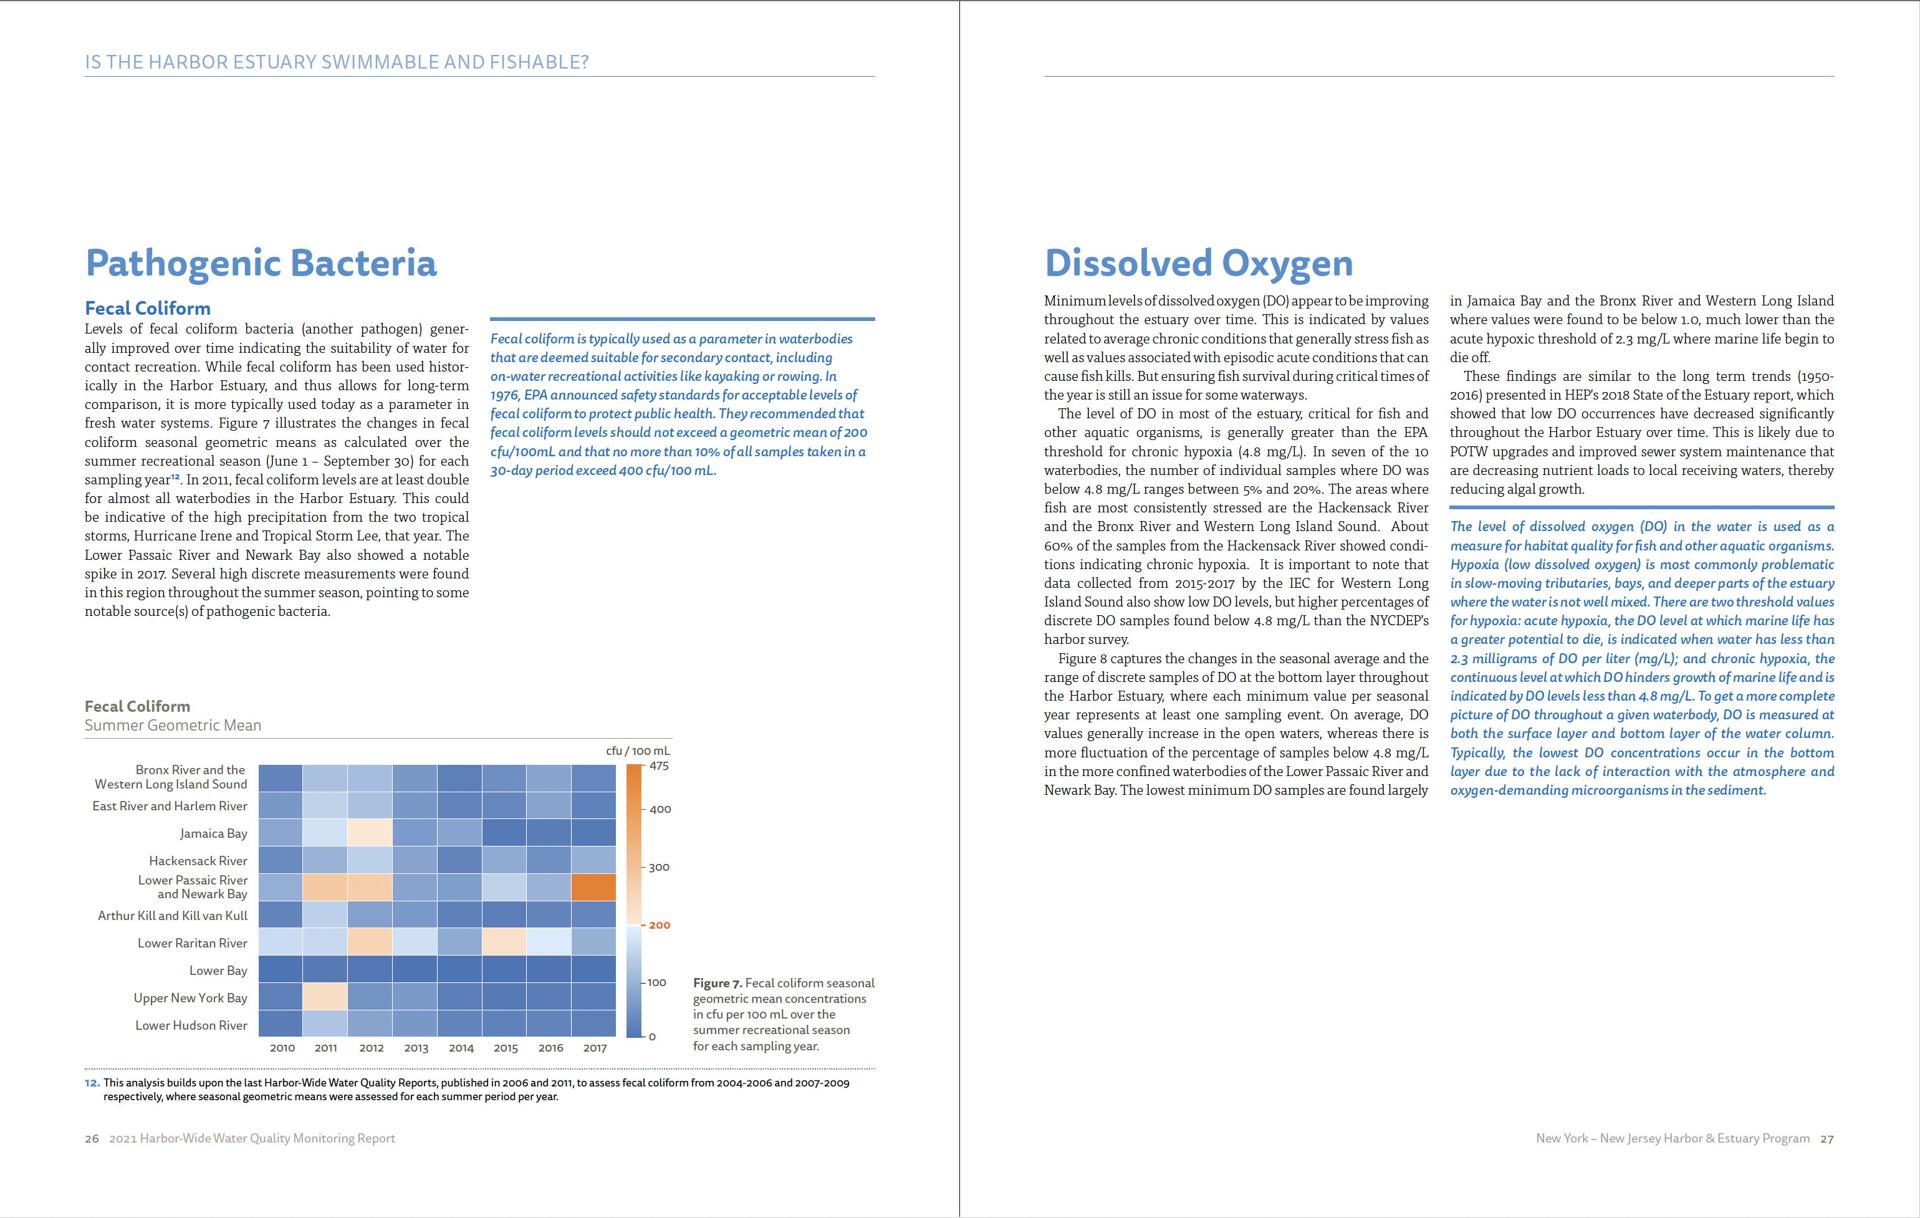 IS THE HARBOR ESTUARY SWIMMABLE AND FISHABLE?
Pathogenic Bacteria
Fecal Coliform
Levels of fecal coliform bacteria (another pathogen) gener-
ally improved over time indicating the suitability of water for
contact recreation. While fecal coliform has been used histor-
ically in the Harbor Estuary, and thus allows for long-term
comparison, it is more typically used today as a parameter in
fresh water systems. Figure 7 illustrates the changes in fecal
coliform seasonal geometric means as calculated over the
summer recreational season (June 1 – September 30) for each
sampling year¹². In 2011, fecal coliform levels are at least double
for almost all waterbodies in the Harbor Estuary. This could
be indicative of the high precipitation from the two tropical
storms, Hurricane Irene and Tropical Storm Lee, that year. The
Lower Passaic River and Newark Bay also showed a notable
spike in 2017. Several high discrete measurements were found
in this region throughout the summer season, pointing to some
notable source(s) of pathogenic bacteria.
Fecal coliform is typically used as a parameter in waterbodies
that are deemed suitable for secondary contact, including
on-water recreational activities like kayaking or rowing. In
1976, EPA announced safety standards for acceptable levels of
fecal coliform to protect public health. They recommended that
fecal coliform levels should not exceed a geometric mean of 200
cfu/100mL and that no more than 10% of all samples taken in a
30-day period exceed 400 cfu/100 mL.
Fecal Coliform
Summer Geometric Mean
cfu / 100 mL
Bronx River and the
Western Long Island Sound
East River and Harlem River
Jamaica Bay
Hackensack River
Lower Passaic River
and Newark Bay
Arthur Kill and Kill van Kull
Lower Raritan River
Lower Bay
Upper New York Bay
Lower Hudson River
2010 2011 2012 2013 2014 2015 2016 2017
475
400
300
200
100
0
Figure 7. Fecal coliform seasonal
geometric mean concentrations
in cfu per 100 mL over the
summer recreational season
for each sampling year.
12. This analysis builds upon the last Harbor-Wide Water Quality Reports, published in 2006 and 2011, to assess fecal coliform from 2004-2006 and 2007-2009
respectively, where seasonal geometric means were assessed for each summer period per year.
26 2021 Harbor-Wide Water Quality Monitoring Report
Dissolved Oxygen
Minimum levels of dissolved oxygen (DO) appear to be improving
throughout the estuary over time. This is indicated by values
related to average chronic conditions that generally stress fish as
well as values associated with episodic acute conditions that can
cause fish kills. But ensuring fish survival during critical times of
the year is still an issue for some waterways.
The level of DO in most of the estuary, critical for fish and
other aquatic organisms, is generally greater than the EPA
threshold for chronic hypoxia (4.8 mg/L). In seven of the 10
waterbodies, the number of individual samples where DO was
below 4.8 mg/L ranges between 5% and 20%. The areas where
fish are most consistently stressed are the Hackensack River
and the Bronx River and Western Long Island Sound. About
60% of the samples from the Hackensack River showed condi-
tions indicating chronic hypoxia. It is important to note that
data collected from 2015-2017 by the IEC for Western Long
Island Sound also show low DO levels, but higher percentages of
discrete DO samples found below 4.8 mg/L than the NYCDEP's
harbor survey.
Figure 8 captures the changes in the seasonal average and the
range of discrete samples of DO at the bottom layer throughout
the Harbor Estuary, where each minimum value per seasonal
year represents at least one sampling event. On average, DO
values generally increase in the open waters, whereas there is
more fluctuation of the percentage of samples below 4.8 mg/L
in the more confined waterbodies of the Lower Passaic River and
Newark Bay. The lowest minimum DO samples are found largely
in Jamaica Bay and the Bronx River and Western Long Island
where values were found to be below 1.0, much lower than the
acute hypoxic threshold of 2.3 mg/L where marine life begin to
die off.
These findings are similar to the long term trends (1950-
2016) presented in HEP's 2018 State of the Estuary report, which
showed that low DO occurrences have decreased significantly
throughout the Harbor Estuary over time. This is likely due to
POTW upgrades and improved sewer system maintenance that
are decreasing nutrient loads to local receiving waters, thereby
reducing algal growth.
The level of dissolved oxygen (DO) in the water is used as a
measure for habitat quality for fish and other aquatic organisms.
Hypoxia (low dissolved oxygen) is most commonly problematic
in slow-moving tributaries, bays, and deeper parts of the estuary
where the water is not well mixed. There are two threshold values
for hypoxia: acute hypoxia, the DO level at which marine life has
a greater potential to die, is indicated when water has less than
2.3 milligrams of DO per liter (mg/L); and chronic hypoxia, the
continuous level at which DO hinders growth of marine life and is
indicated by DO levels less than 4.8 mg/L. To get a more complete
picture of DO throughout a given waterbody, DO is measured at
both the surface layer and bottom layer of the water column.
Typically, the lowest DO concentrations occur in the bottom
layer due to the lack of interaction with the atmosphere and
oxygen-demanding microorganisms in the sediment.
New York – New Jersey Harbor & Estuary Program 27